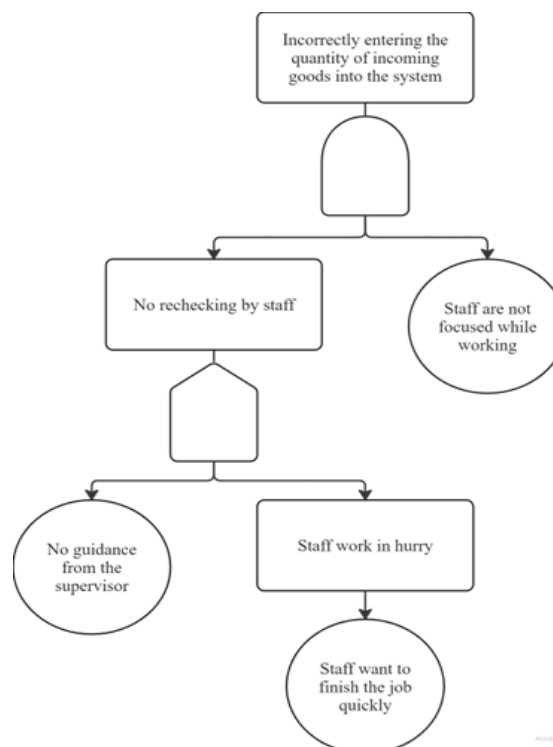 Incorrectly entering the
quantity of incoming
goods into the system
No rechecking by staff
Staff are not
focused while
working
No guidance
from the
supervisor
Staff work in hurry
Staff want to
finish the job
quickly